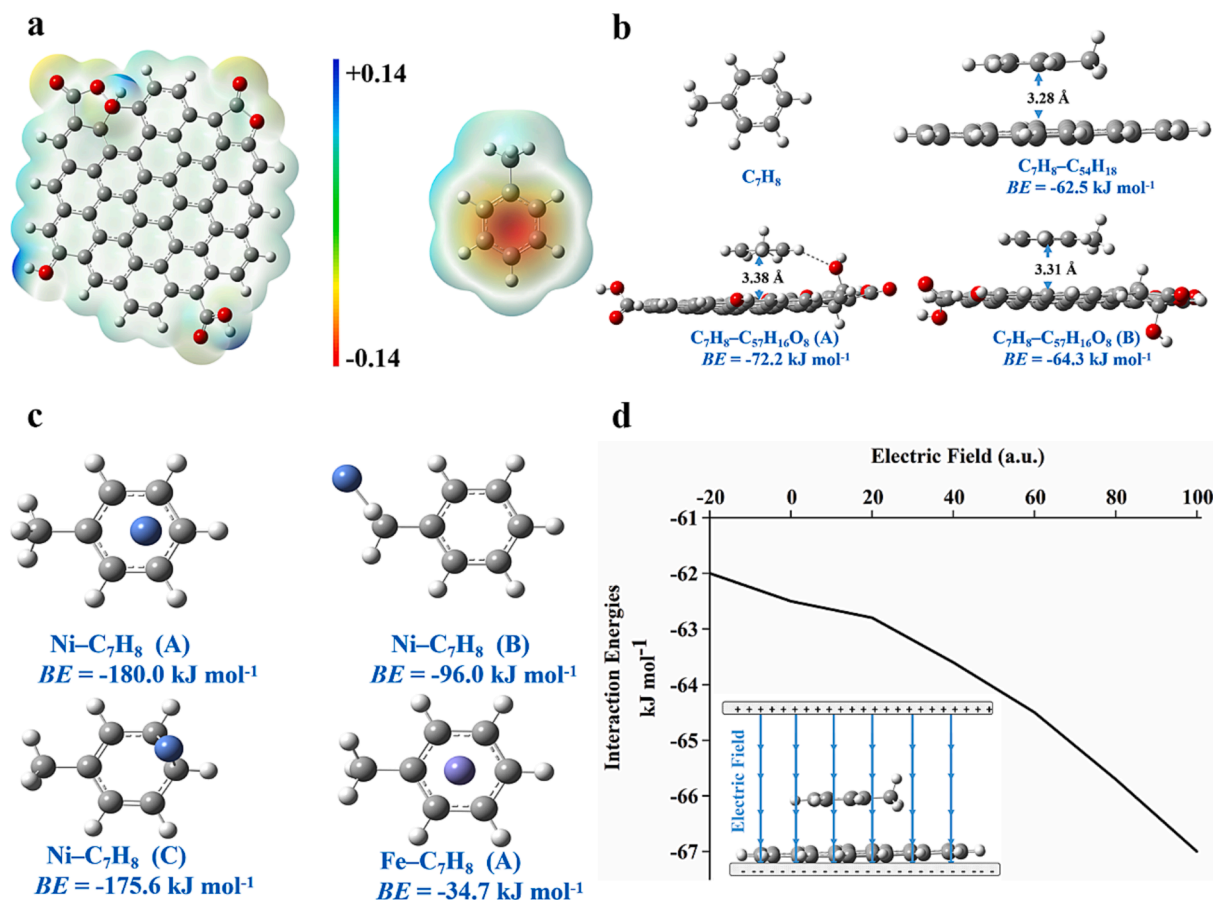 a
+0.14
-0.14
b
C₇H₈
3.28 Å
C₇H₈–C₅₄H₁₈
BE = -62.5 kJ mol⁻¹
3.38 Å
C₇H₈–C₅₇H₁₆O₈ (A)
BE = -72.2 kJ mol⁻¹
3.31 Å
C₇H₈–C₅₇H₁₆O₈ (B)
BE = -64.3 kJ mol⁻¹
c
Ni–C₇H₈ (A)
BE = -180.0 kJ mol⁻¹
Ni–C₇H₈ (B)
BE = -96.0 kJ mol⁻¹
Ni–C₇H₈ (C)
BE = -175.6 kJ mol⁻¹
Fe–C₇H₈ (A)
BE = -34.7 kJ mol⁻¹
d
Electric Field (a.u.)
-20 0 20 40 60 80 100
-61
-62
-63
-64
-65
-66
-67
Interaction Energies
kJ mol⁻¹
Electric Field